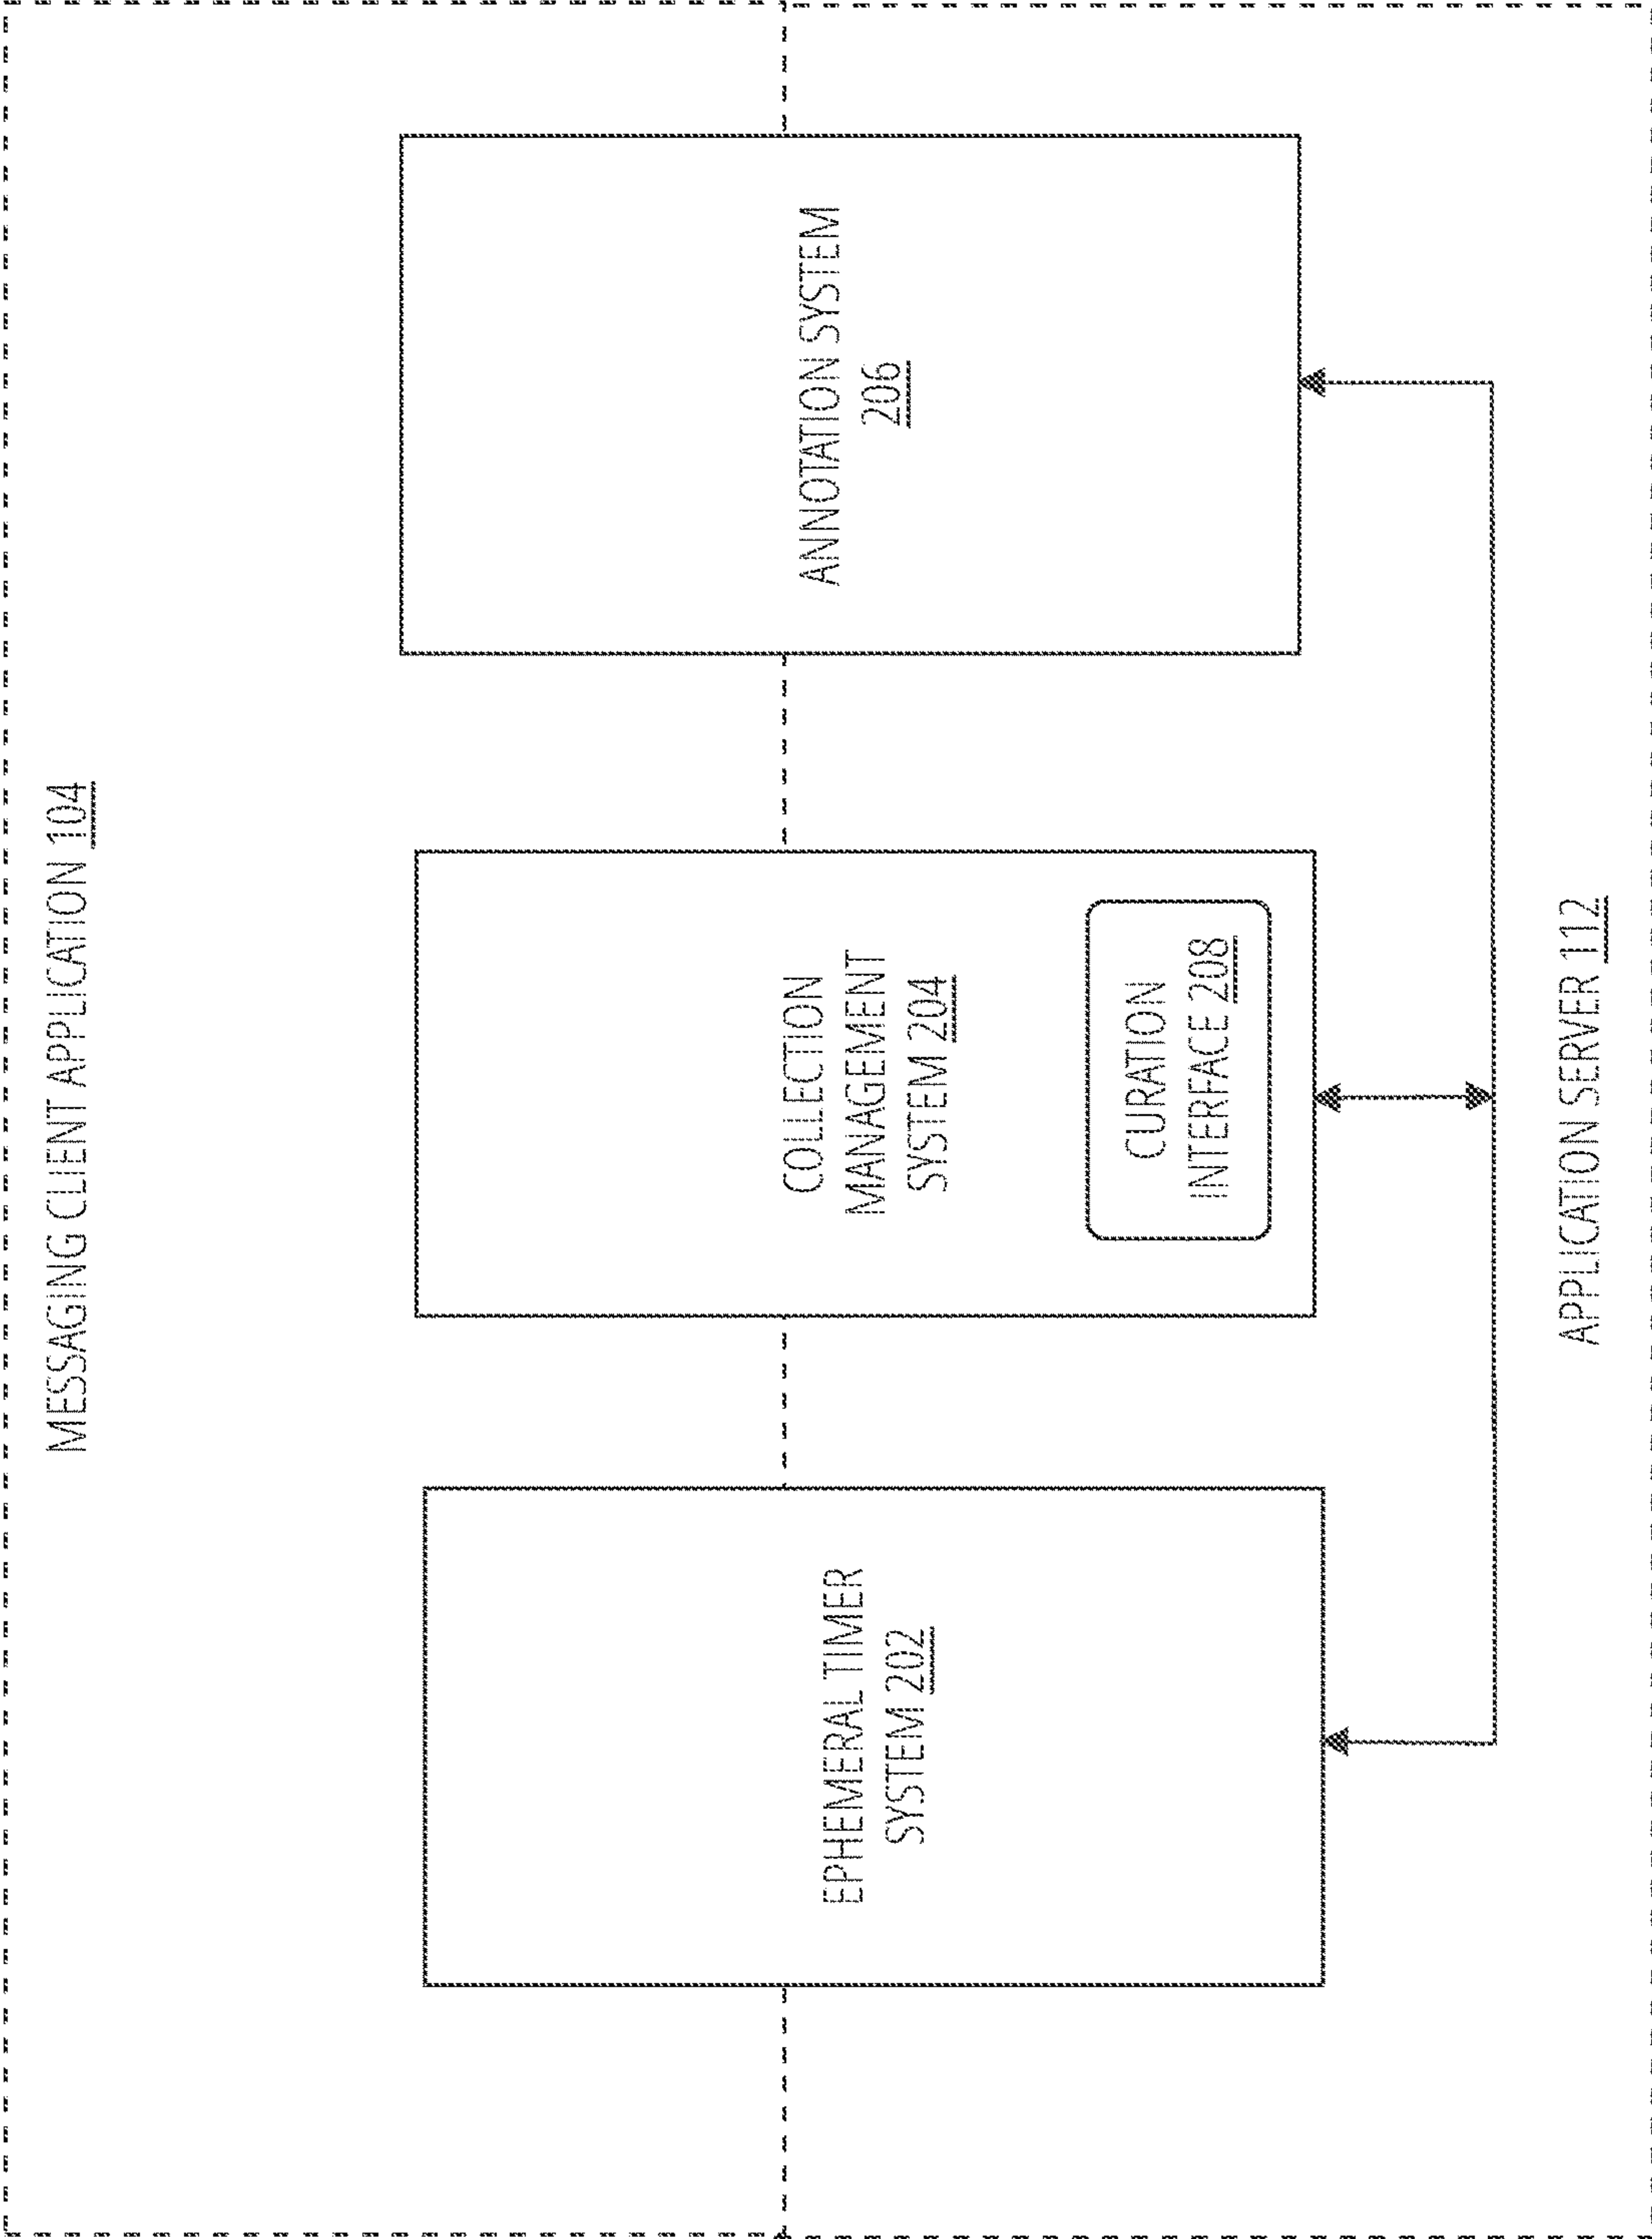 MESSAGING CLIENT APPLICATION 104
EPHEMERAL TIMER
SYSTEM 202
COLLECTION
MANAGEMENT
SYSTEM 204
CURATION
INTERFACE 208
ANNOTATION SYSTEM
206
APPLICATION SERVER 112